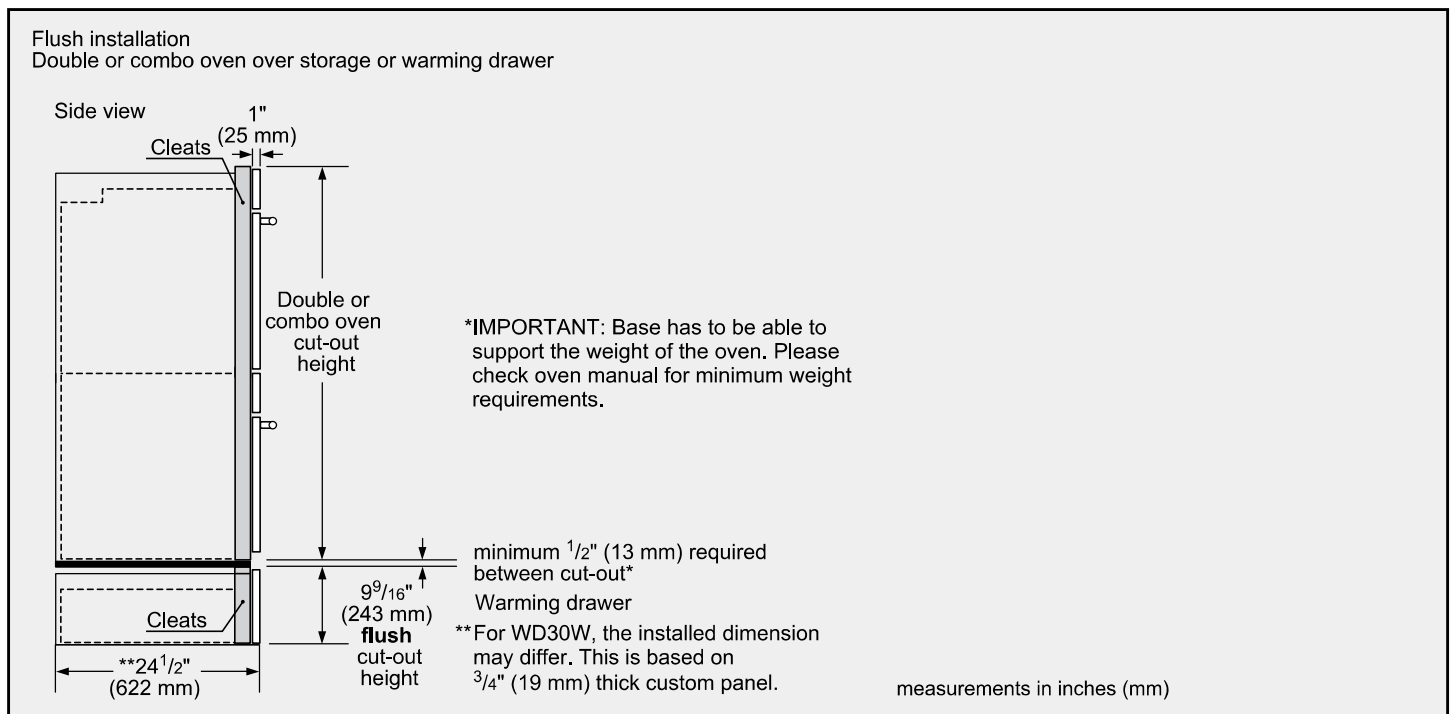 Flush installation
Double or combo oven over storage or warming drawer
Side view
1"
(25 mm)
Cleats
Double or
combo oven
cut-out
height
*IMPORTANT: Base has to be able to
support the weight of the oven. Please
check oven manual for minimum weight
requirements.
minimum 1/2" (13 mm) required
between cut-out*
9 9/16"
(243 mm)
flush
cut-out
height
Warming drawer
Cleats
**For WD30W, the installed dimension
may differ. This is based on
3/4" (19 mm) thick custom panel.
**24 1/2"
(622 mm)
measurements in inches (mm)